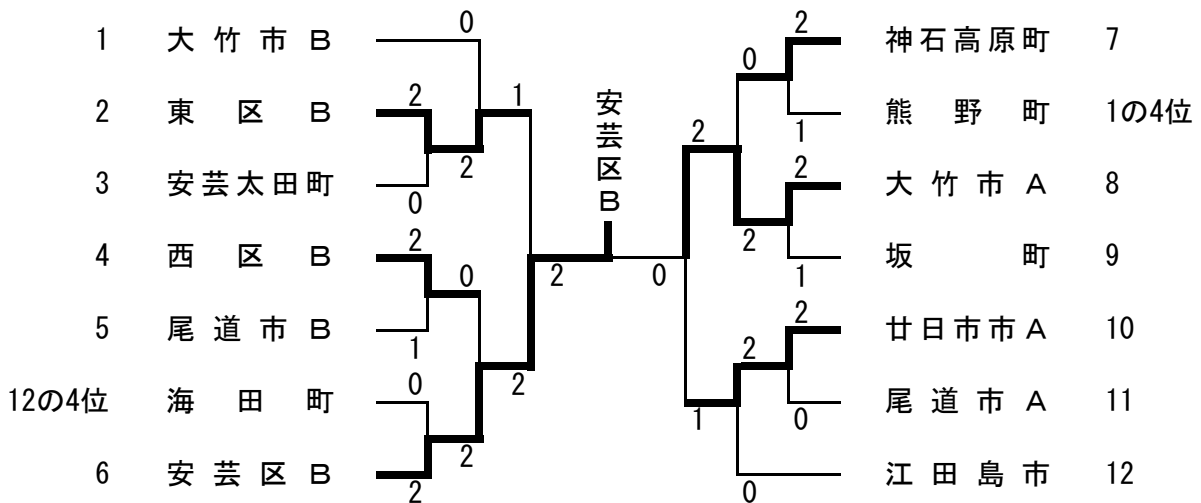 1 大竹市B 0
2 東区B 2 1
3 安芸太田町 0 2
4 西区B 2 0
5 尾道市B 1
12の4位 海田町 0 2
6 安芸区B 2 2
安芸区B
2 0
2 神石高原町 7
0
熊野町 1の4位
1
2
2 大竹市A 8
2
坂町 9
1
2 廿日市市A 10
2
尾道市A 11
1 0
江田島市 12
0